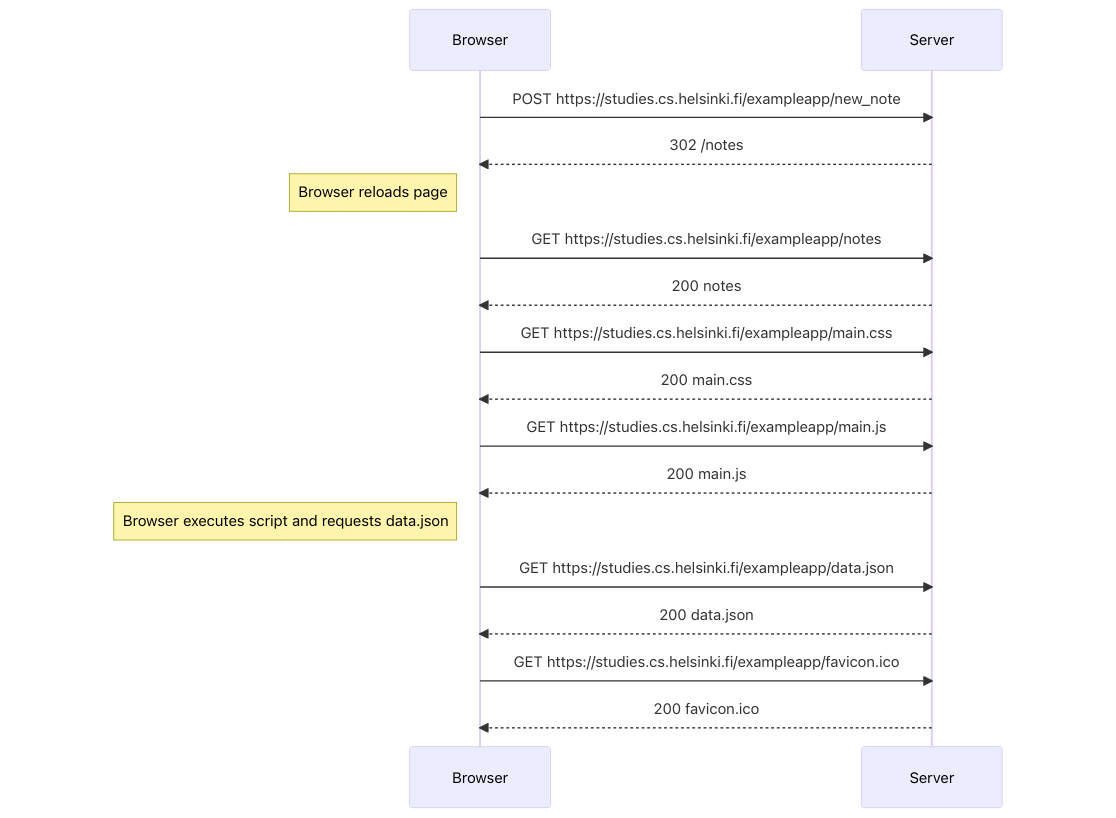 Browser
Server
POST https://studies.cs.helsinki.fi/exampleapp/new_note
302 /notes
Browser reloads page
GET https://studies.cs.helsinki.fi/exampleapp/notes
200 notes
GET https://studies.cs.helsinki.fi/exampleapp/main.css
200 main.css
GET https://studies.cs.helsinki.fi/exampleapp/main.js
200 main.js
Browser executes script and requests data.json
GET https://studies.cs.helsinki.fi/exampleapp/data.json
200 data.json
GET https://studies.cs.helsinki.fi/exampleapp/favicon.ico
200 favicon.ico
Browser
Server